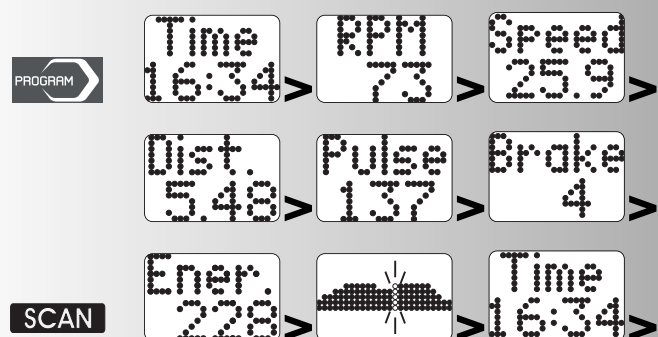 PROGRAM
Time
16:34
>
RPM
73
>
Speed
25.9
>
Dist.
5.48
>
Pulse
137
>
Brake
4
>
SCAN
Ener.
228
>
>
Time
16:34
>